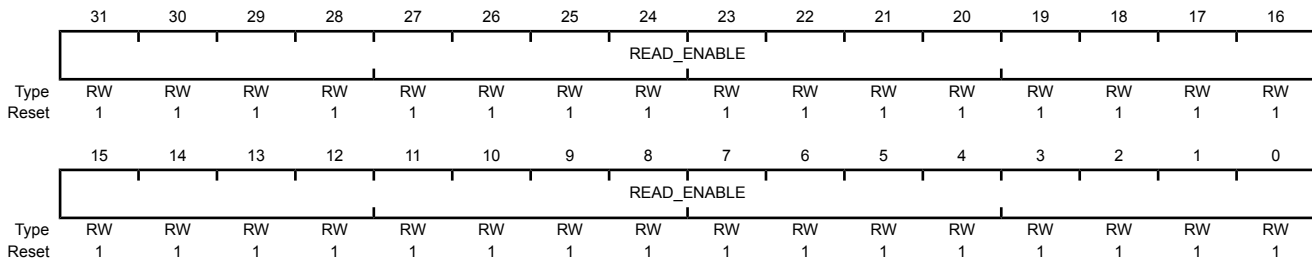 31 30 29 28 27 26 25 24 23 22 21 20 19 18 17 16
READ_ENABLE
Type RW RW RW RW RW RW RW RW RW RW RW RW RW RW RW RW
Reset 1 1 1 1 1 1 1 1 1 1 1 1 1 1 1 1
15 14 13 12 11 10 9 8 7 6 5 4 3 2 1 0
READ_ENABLE
Type RW RW RW RW RW RW RW RW RW RW RW RW RW RW RW RW
Reset 1 1 1 1 1 1 1 1 1 1 1 1 1 1 1 1